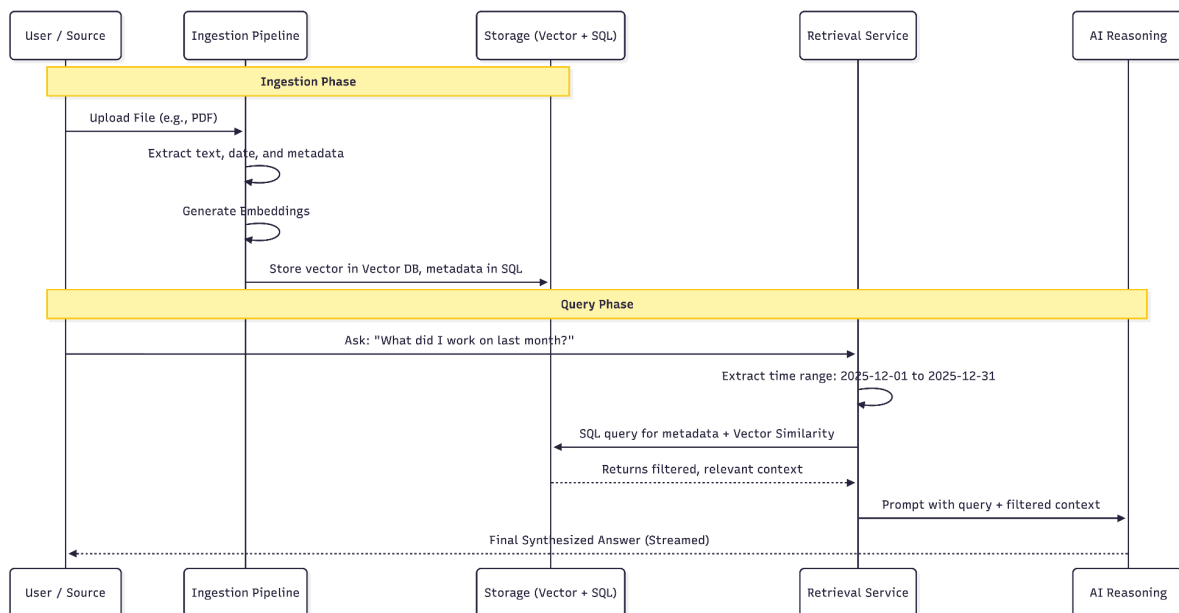 User / Source
Ingestion Pipeline
Storage (Vector + SQL)
Retrieval Service
AI Reasoning
Ingestion Phase
Upload File (e.g., PDF)
Extract text, date, and metadata
Generate Embeddings
Store vector in Vector DB, metadata in SQL
Query Phase
Ask: "What did I work on last month?"
Extract time range: 2025-12-01 to 2025-12-31
SQL query for metadata + Vector Similarity
Returns filtered, relevant context
Prompt with query + filtered context
Final Synthesized Answer (Streamed)
User / Source
Ingestion Pipeline
Storage (Vector + SQL)
Retrieval Service
AI Reasoning